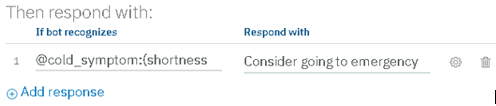 Then respond with:
If bot recognizes Respond with
1 @cold_symptom:(shortness Consider going to emergency
Add response